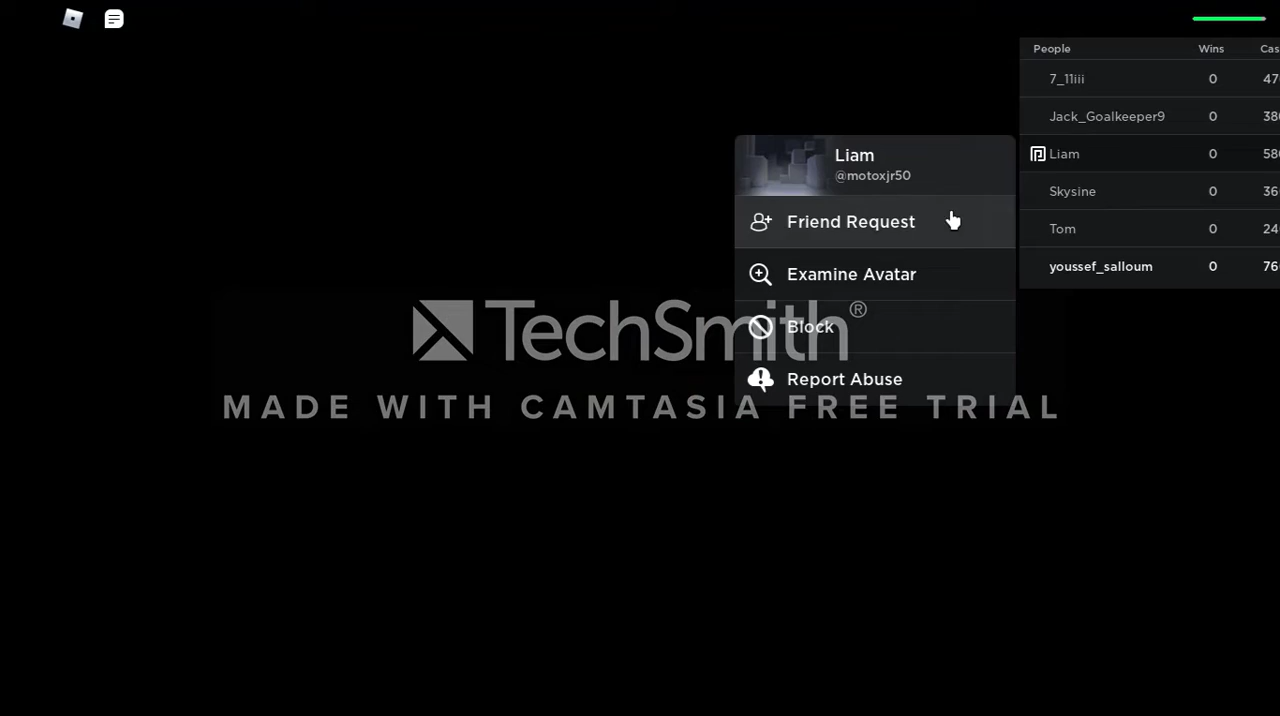 People Wins
7_11iii 0
Jack_Goalkeeper9 0
Liam 0
Skysine 0
Tom 0
youssef_salloum 0
Liam
@motoxjr50
Friend Request
Examine Avatar
Block
Report Abuse
TechSmith®
MADE WITH CAMTASIA FREE TRIAL